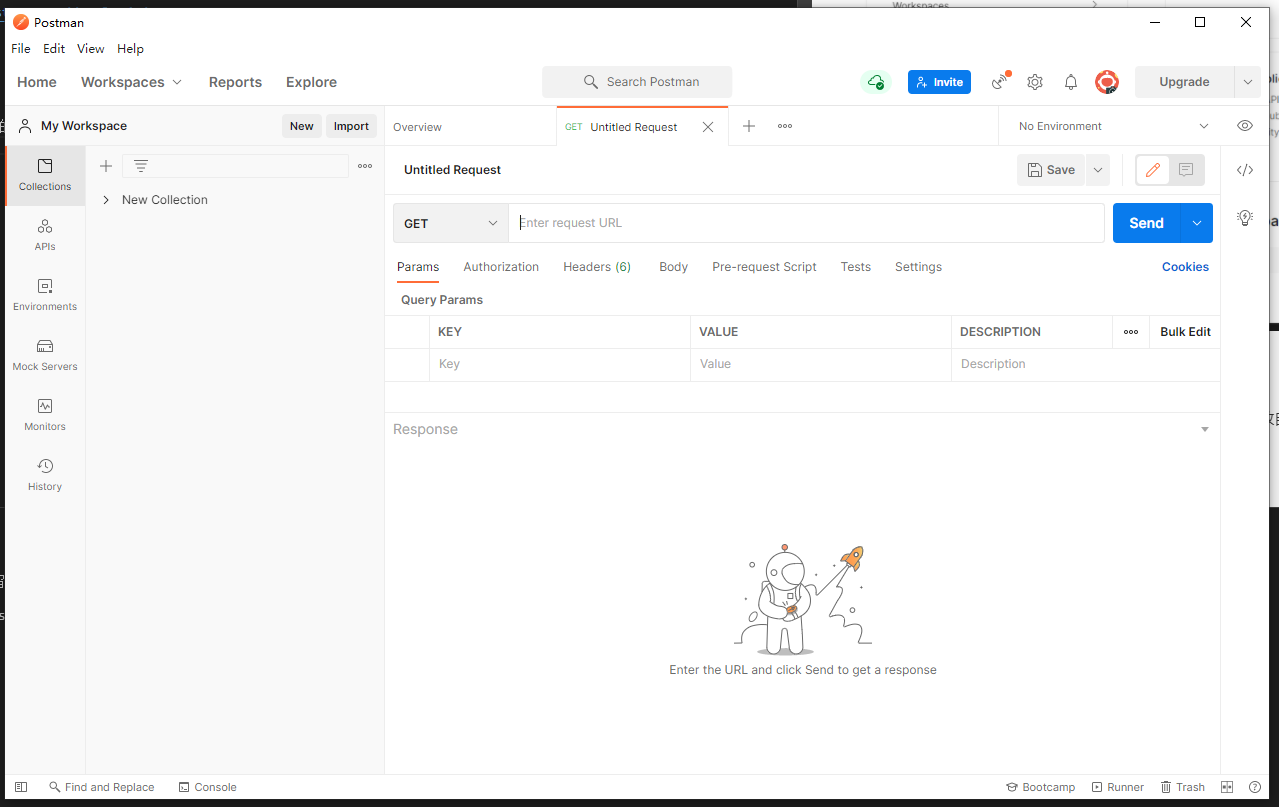 Workspaces
Postman
File Edit View Help
Home Workspaces Reports Explore Search Postman Invite Upgrade
My Workspace New Import Overview GET Untitled Request No Environment
Untitled Request Save
Collections
New Collection
GET Enter request URL Send
APIs
Params Authorization Headers (6) Body Pre-request Script Tests Settings Cookies
Environments
Query Params
KEY VALUE DESCRIPTION Bulk Edit
Key Value Description
Mock Servers
Monitors
Response
History
Enter the URL and click Send to get a response
Find and Replace Console Bootcamp Runner Trash